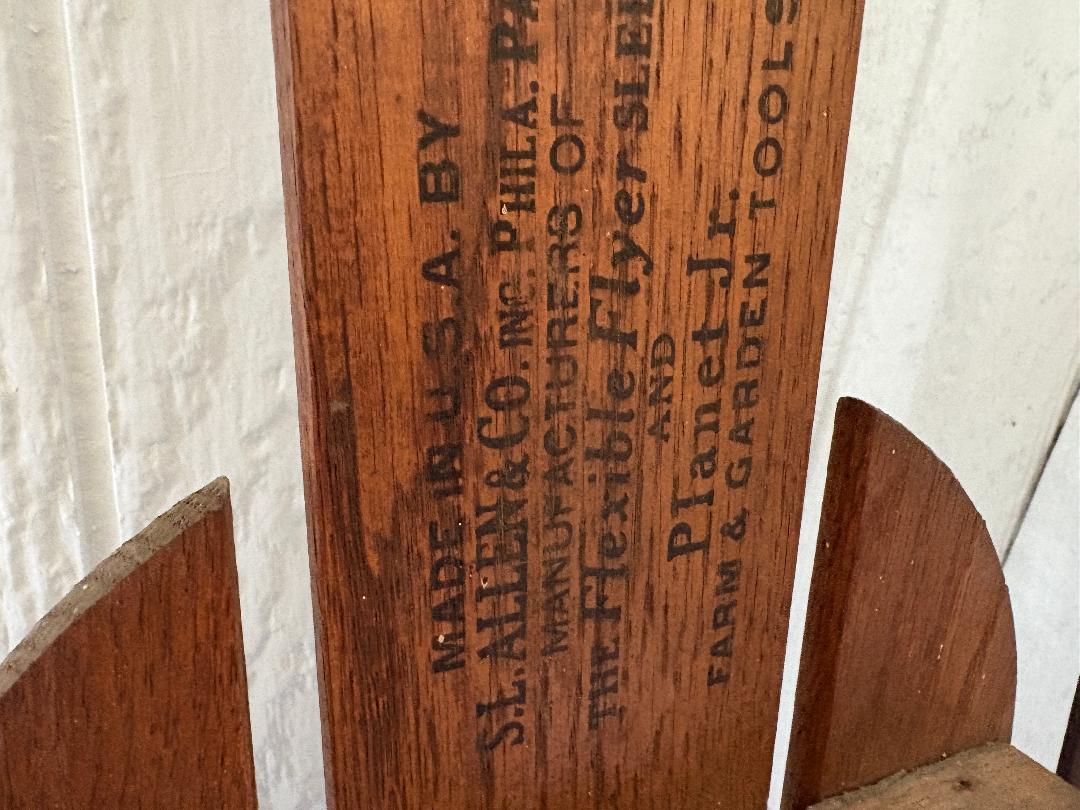 MADE IN U.S.A. BY
S.L. ALLEN & CO. INC. PHILA. PA
MANUFACTURERS OF
THE Flexible Flyer SLED
AND
Planet Jr.
FARM & GARDEN TOOLS